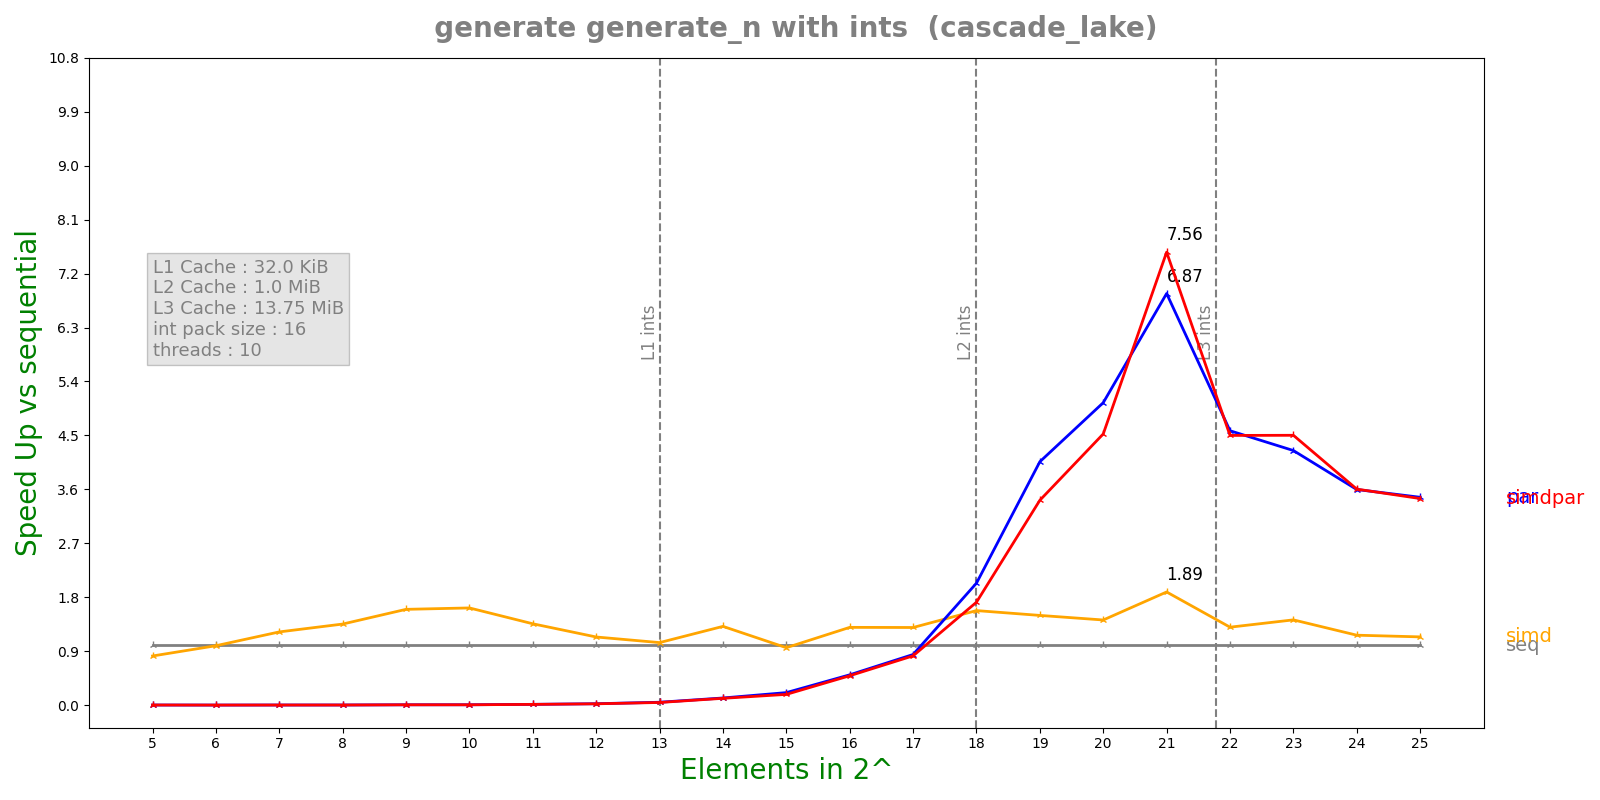 generate generate_n with ints  (cascade_lake)
Speed Up vs sequential
10.8
9.9
9.0
8.1
7.2
6.3
5.4
4.5
3.6
2.7
1.8
0.9
0.0
L1 Cache : 32.0 KiB
L2 Cache : 1.0 MiB
L3 Cache : 13.75 MiB
int pack size : 16
threads : 10
L1 ints
L2 ints
L3 ints
7.56
6.87
1.89
par
simdpar
simd
seq
5 6 7 8 9 10 11 12 13 14 15 16 17 18 19 20 21 22 23 24 25
Elements in 2^